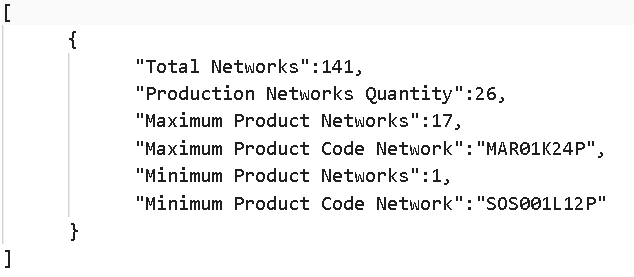 [
{
"Total Networks":141,
"Production Networks Quantity":26,
"Maximum Product Networks":17,
"Maximum Product Code Network":"MAR01K24P",
"Minimum Product Networks":1,
"Minimum Product Code Network":"SOS001L12P"
}
]